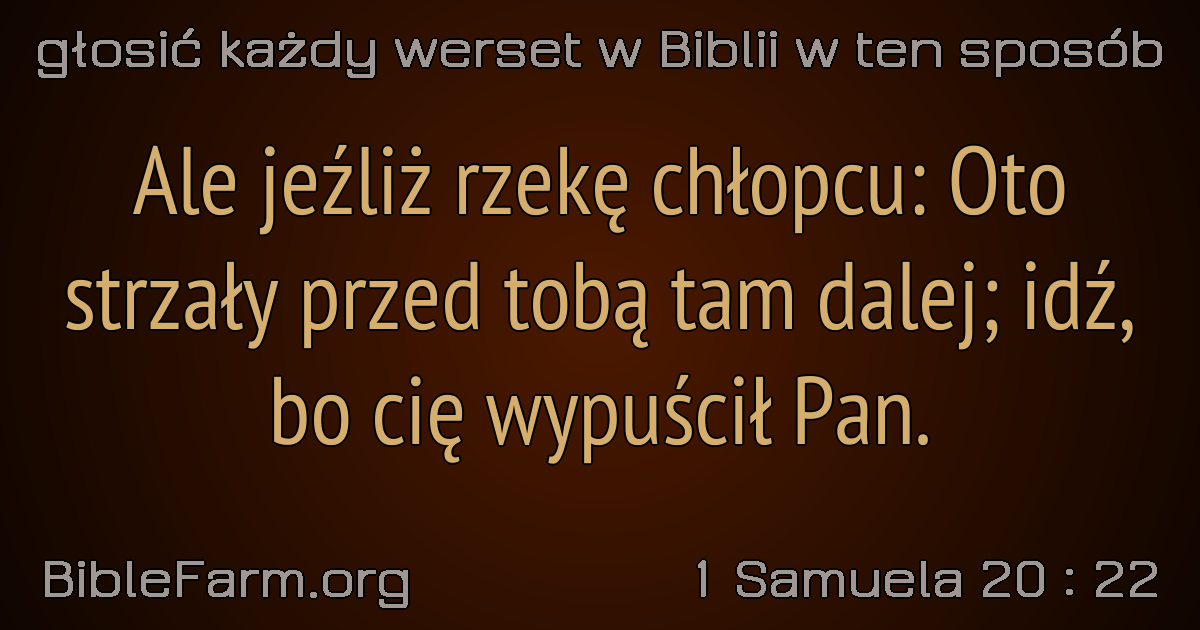 głosić każdy werset w Biblii w ten sposób
Ale jeźliż rzekę chłopcu: Oto
strzały przed tobą tam dalej; idź,
bo cię wypuścił Pan.
BibleFarm.org
1 Samuela 20 : 22